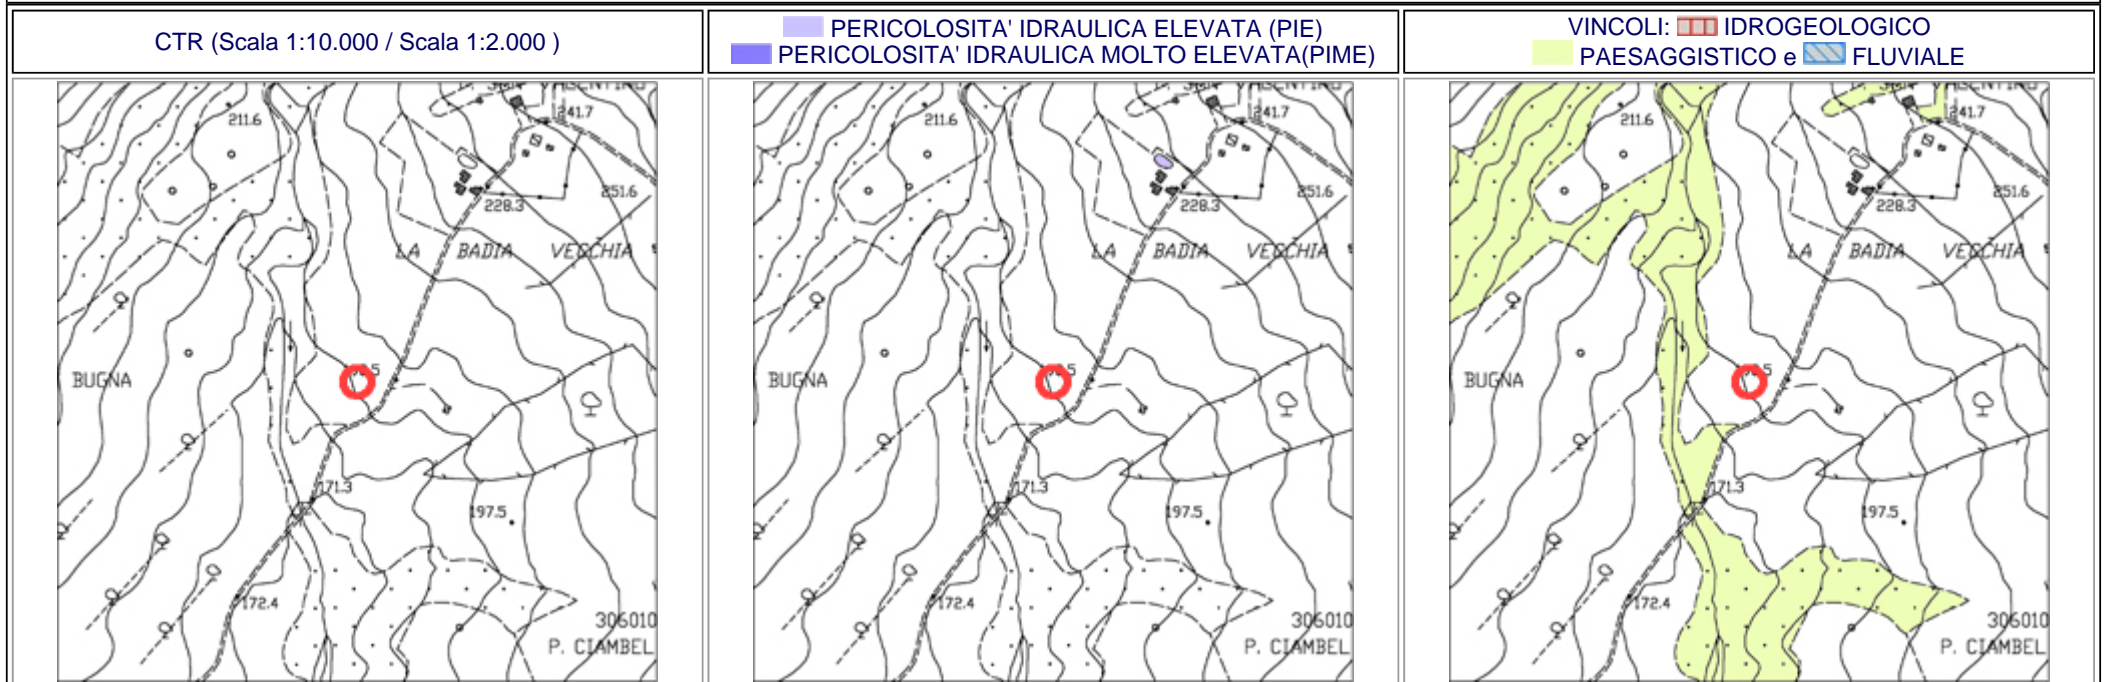 CTR (Scala 1:10.000 / Scala 1:2.000 )
PERICOLOSITA' IDRAULICA ELEVATA (PIE)
PERICOLOSITA' IDRAULICA MOLTO ELEVATA(PIME)
VINCOLI: IDROGEOLOGICO
PAESAGGISTICO e FLUVIALE
211.6
241.7
251.6
228.3
LA BADIA VECCHIA
BUGNA
171.3
197.5
172.4
306010
P. CIAMBEL
211.6
241.7
251.6
228.3
LA BADIA VECCHIA
BUGNA
171.3
197.5
172.4
306010
P. CIAMBEL
211.6
241.7
251.6
228.3
LA BADIA VECCHIA
BUGNA
171.3
197.5
172.4
306010
P. CIAMBEL